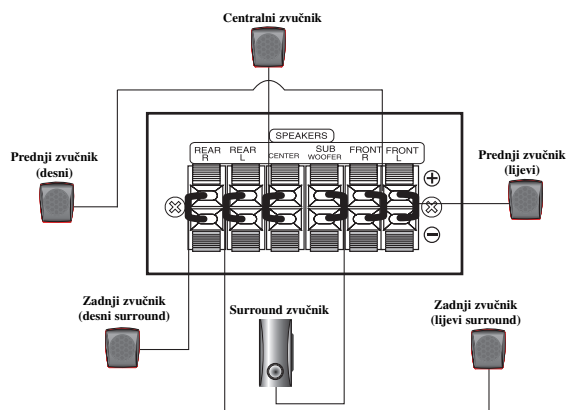 Centralni zvučnik
Prednji zvučnik
(desni)
Prednji zvučnik
(lijevi)
SPEAKERS
REAR
R
REAR
L
CENTER
SUB
WOOFER
FRONT
R
FRONT
L
+
−
Zadnji zvučnik
(desni surround)
Surround zvučnik
Zadnji zvučnik
(lijevi surround)